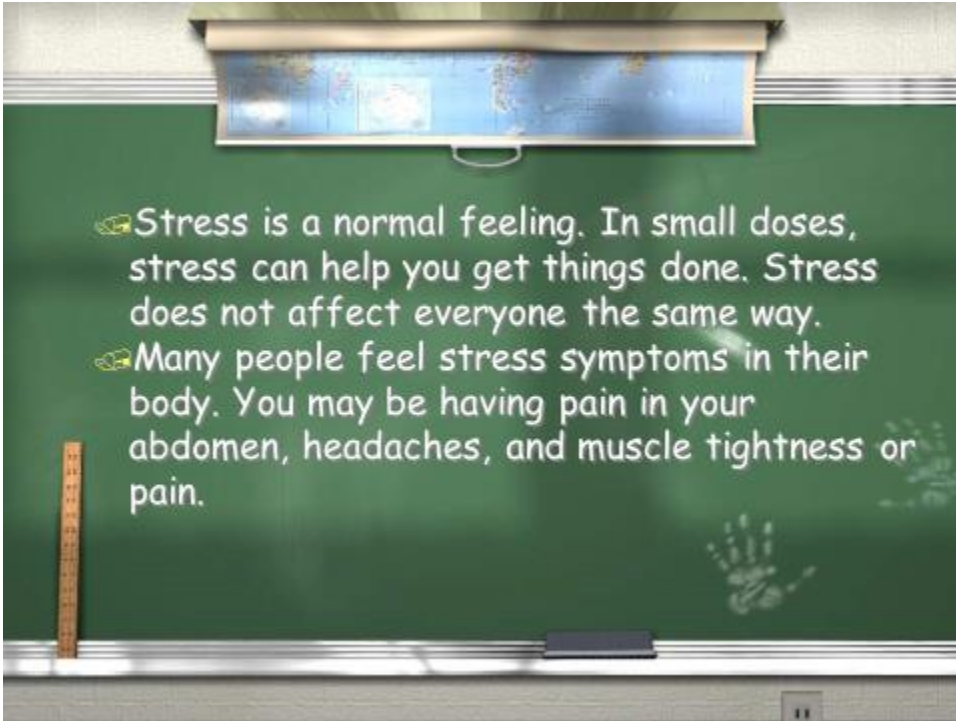 Stress is a normal feeling. In small doses,
stress can help you get things done. Stress
does not affect everyone the same way.
Many people feel stress symptoms in their
body. You may be having pain in your
abdomen, headaches, and muscle tightness or
pain.